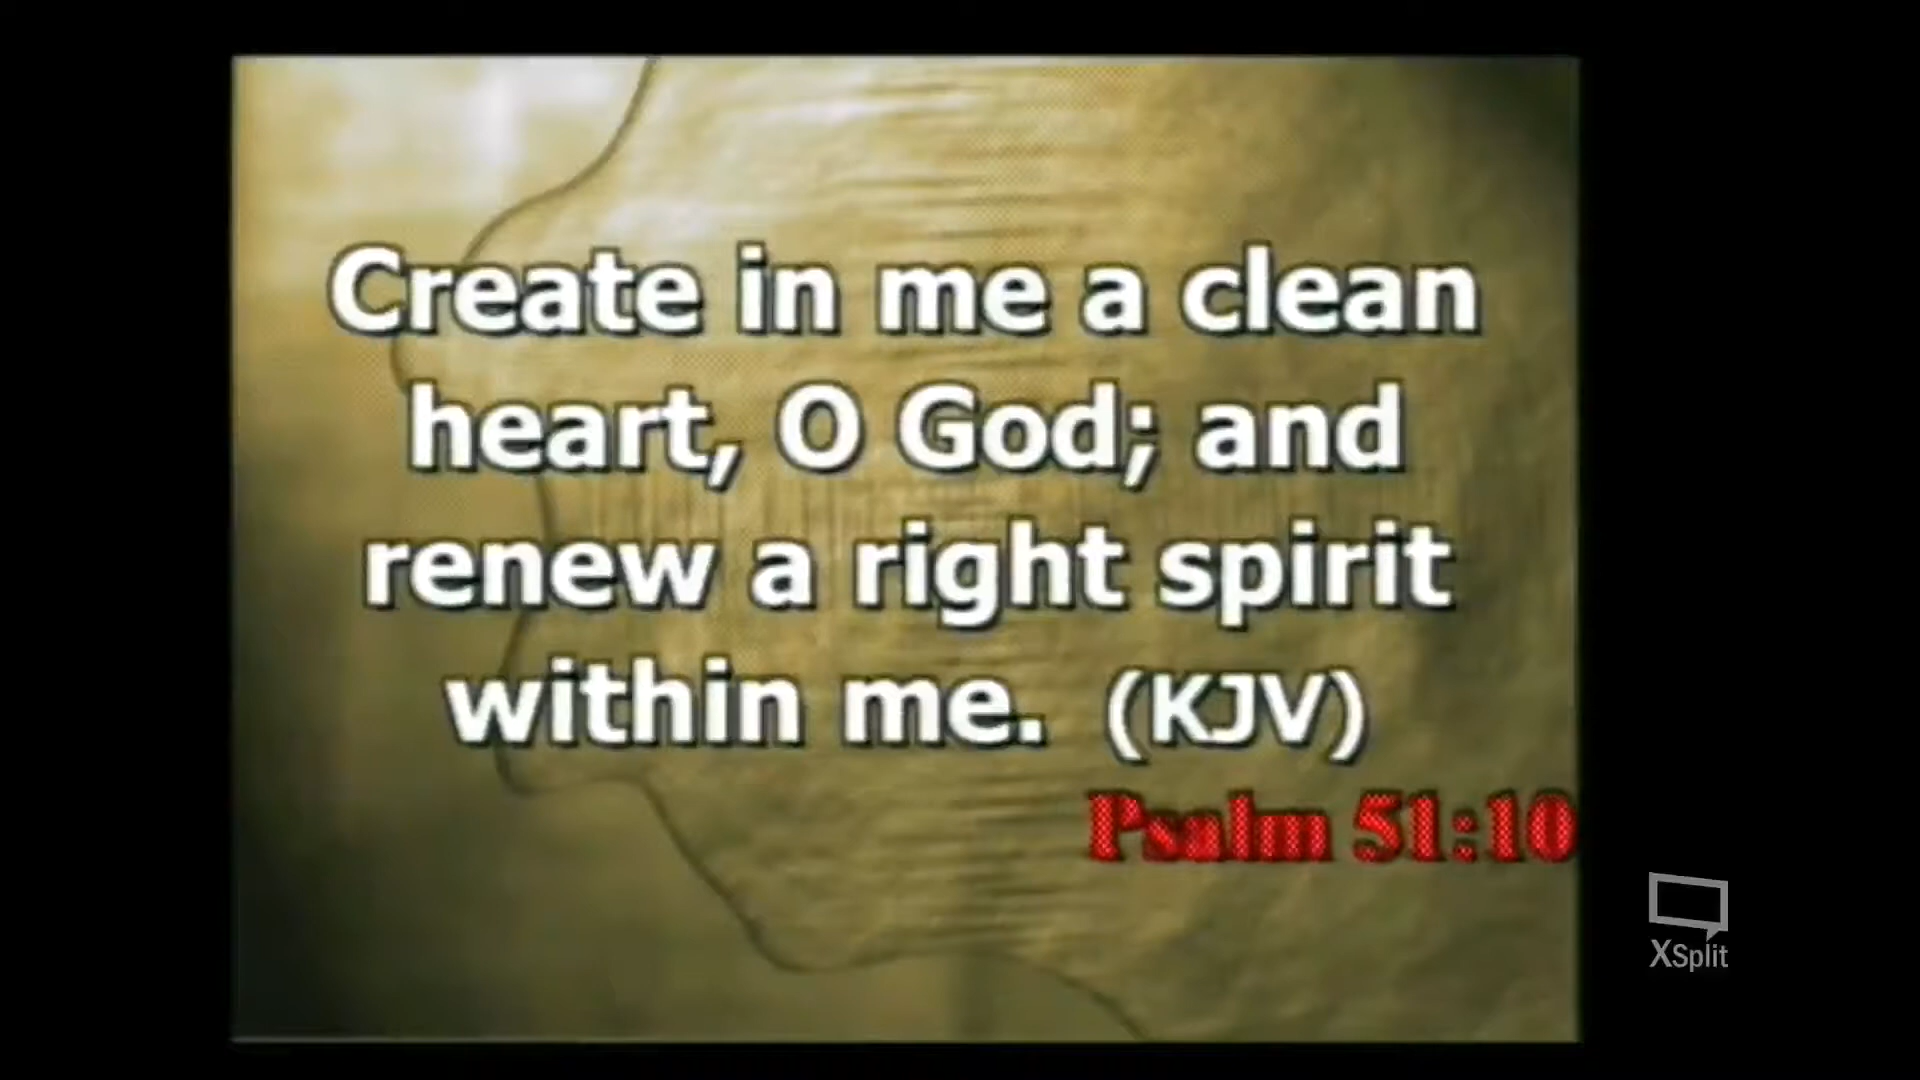 Create in me a clean
heart, O God; and
renew a right spirit
within me. (KJV)
Psalm 51:10
XSplit